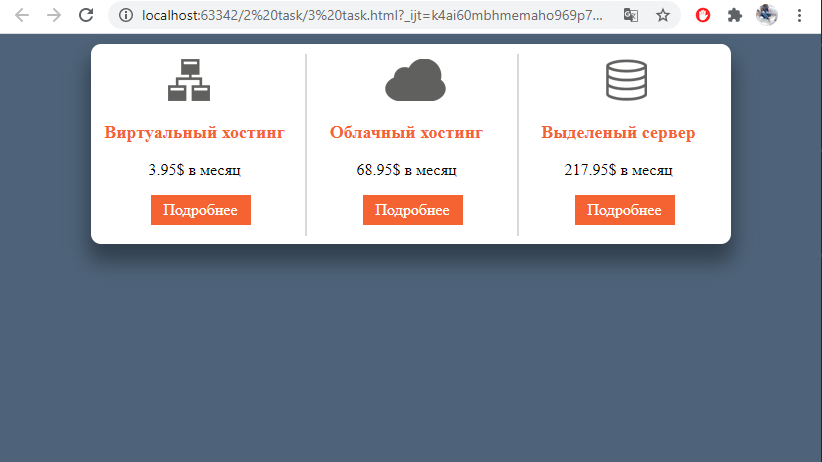 localhost:63342/2%20task/3%20task.html?_ijt=k4ai60mbhmemaho969p7...
Виртуальный хостинг
3.95$ в месяц
Подробнее
Облачный хостинг
68.95$ в месяц
Подробнее
Выделеный сервер
217.95$ в месяц
Подробнее